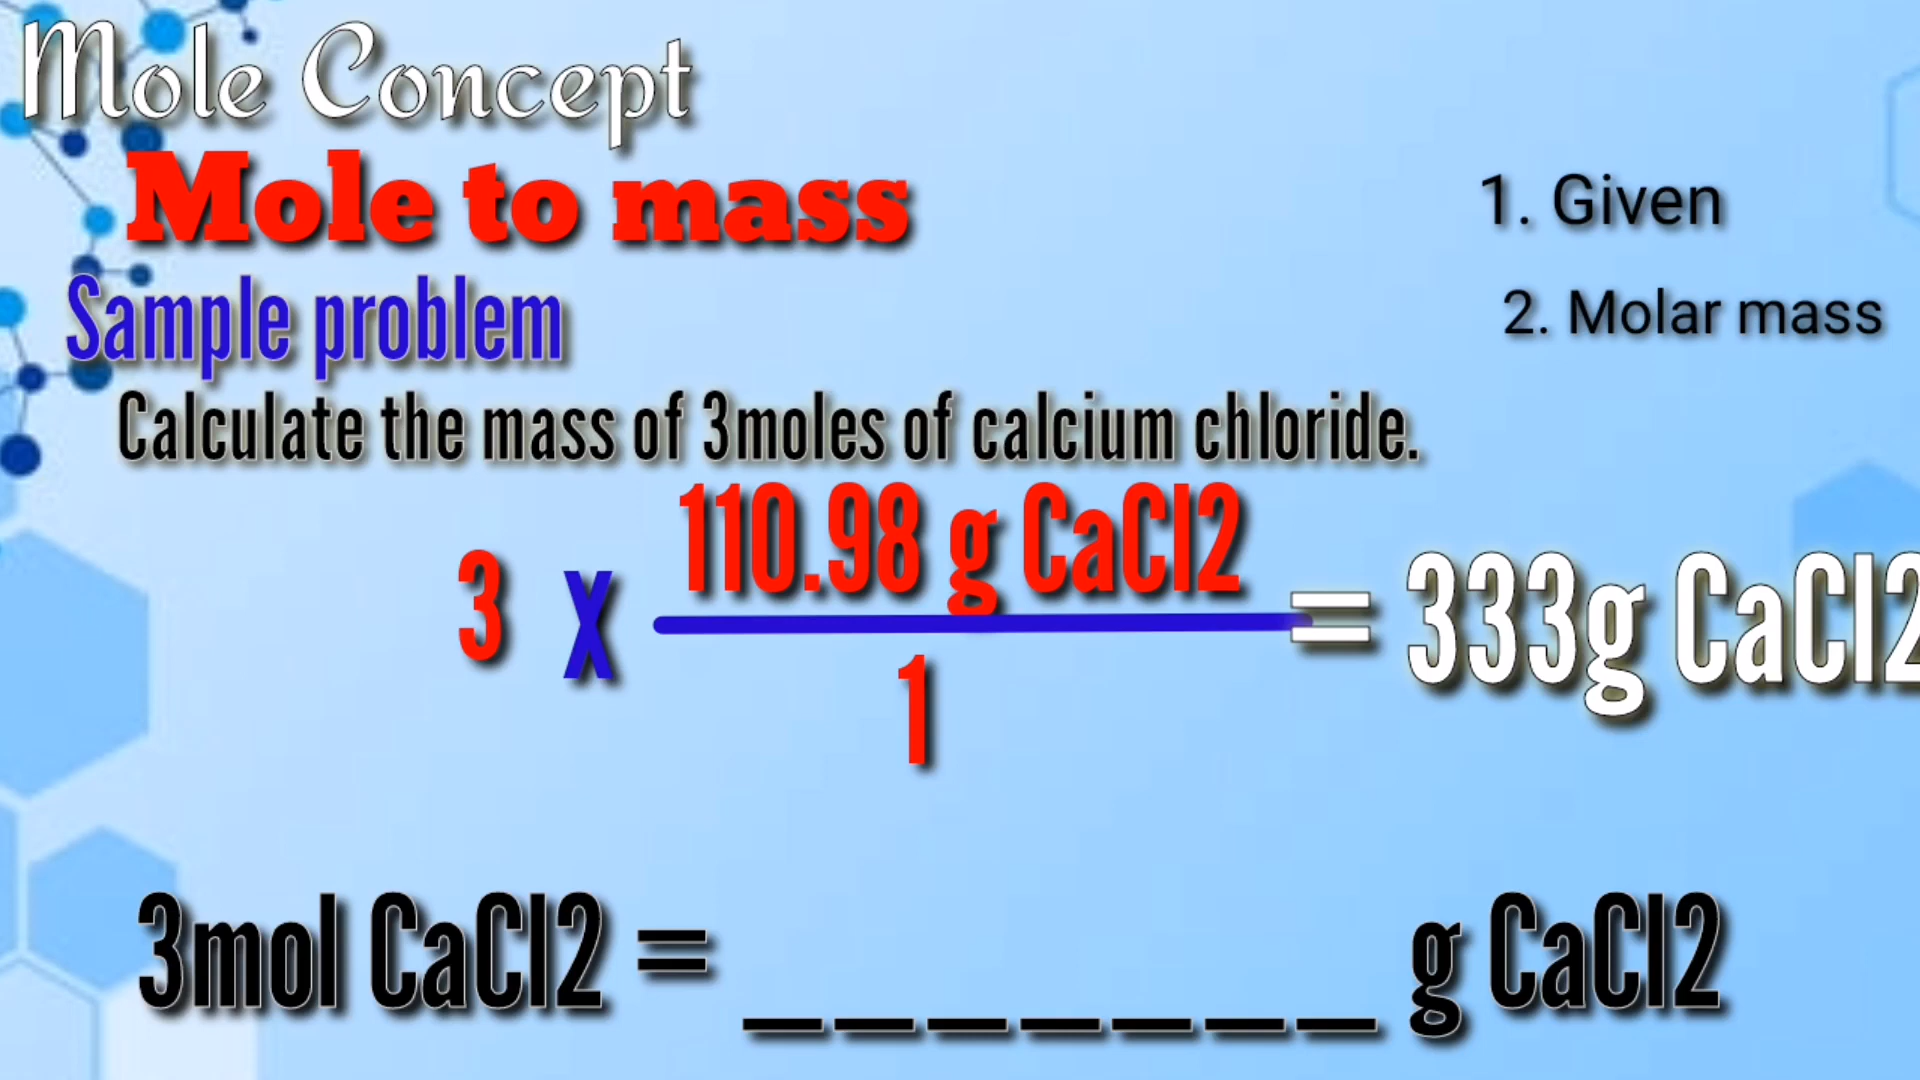 Mole Concept
Mole to mass
1. Given
Sample problem
2. Molar mass
Calculate the mass of 3moles of calcium chloride.
110.98 g CaCl2
3 x = 333g CaCl2
1
3mol CaCl2 = _______ g CaCl2